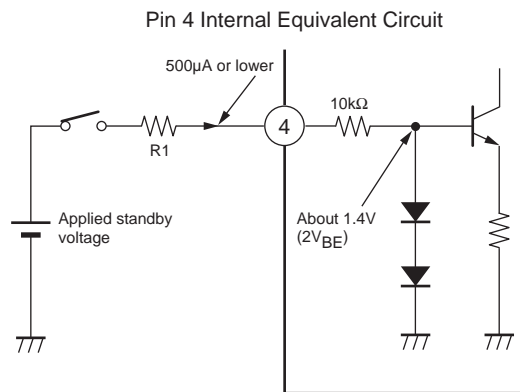 Pin 4 Internal Equivalent Circuit
500μA or lower
10kΩ
4
R1
Applied standby
voltage
About 1.4V
(2VBE)